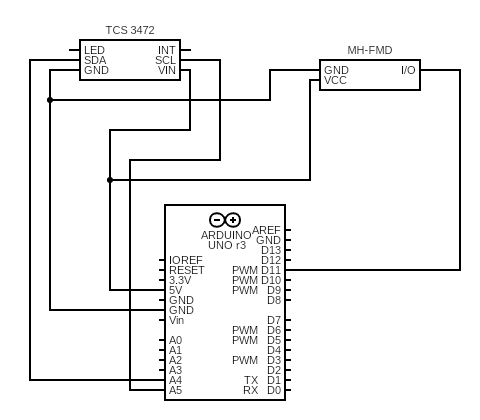 TCS 3472
LED INT
SDA SCL
GND VIN
MH-FMD
GND I/O
VCC
ARDUINO
UNO r3
AREF
GND
D13
IOREF D12
RESET PWM D11
3.3V PWM D10
5V PWM D9
GND D8
GND
Vin D7
PWM D6
A0 PWM D5
A1 D4
A2 PWM D3
A3 D2
A4 TX D1
A5 RX D0